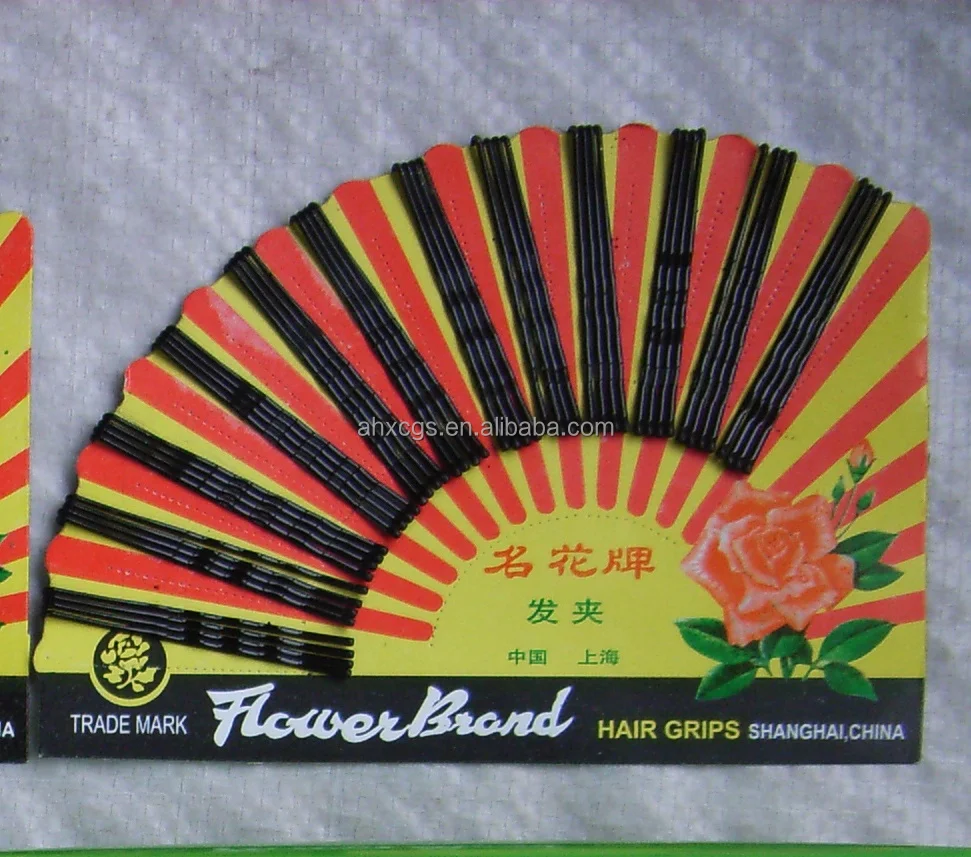 ahxcgs.en.alibaba.com
名花牌
发夹
中国 上海
TRADE MARK
Flower Brand
HAIR GRIPS SHANGHAI,CHINA
IA